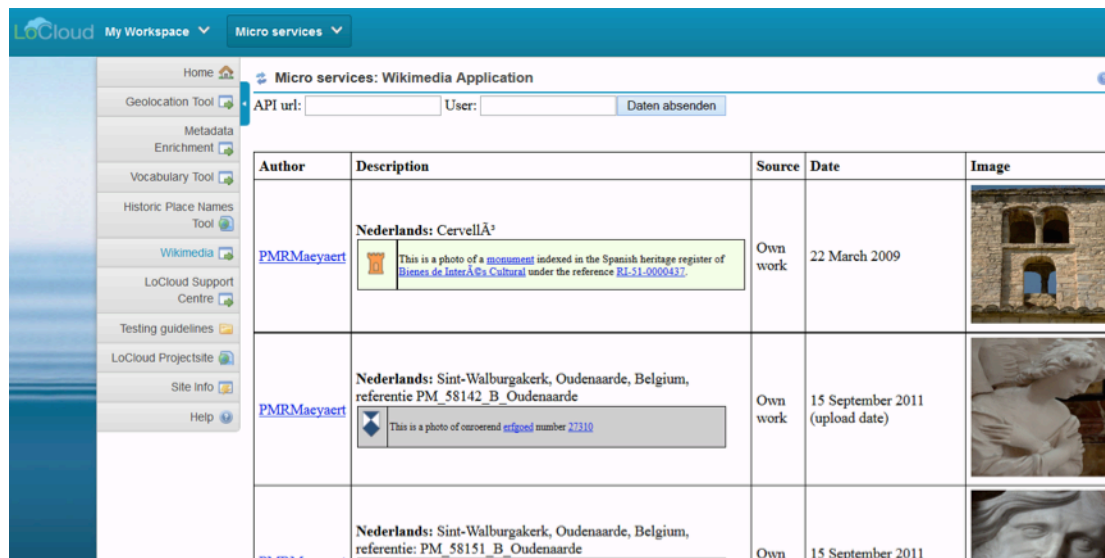 LoCloud My Workspace Micro services
Home
Geolocation Tool
Metadata
Enrichment
Vocabulary Tool
Historic Place Names
Tool
Wikimedia
LoCloud Support
Centre
Testing guidelines
LoCloud Projectsite
Site Info
Help
Micro services: Wikimedia Application
API url: User: Daten absenden
Author Description Source Date Image
Nederlands: CervellÃ³
This is a photo of a monument indexed in the Spanish heritage register of
Bienes de InterÃ©s Cultural under the reference RI-51-0000437.
PMRMaeyaert
Own
work
22 March 2009
Nederlands: Sint-Walburgakerk, Oudenaarde, Belgium,
referentie PM_58142_B_Oudenaarde
This is a photo of onroerend erfgoed number 27310
PMRMaeyaert
Own
work
15 September 2011
(upload date)
Nederlands: Sint-Walburgakerk, Oudenaarde, Belgium,
referentie: PM_58151_B_Oudenaarde
Own
15 September 2011